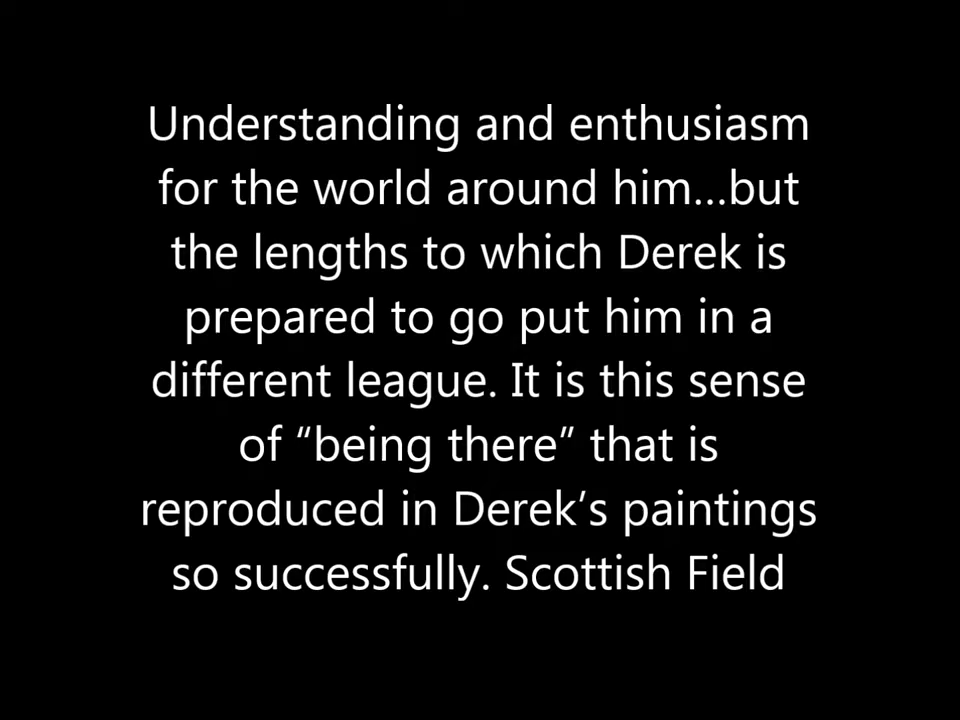 Understanding and enthusiasm
for the world around him...but
the lengths to which Derek is
prepared to go put him in a
different league. It is this sense
of “being there” that is
reproduced in Derek’s paintings
so successfully. Scottish Field